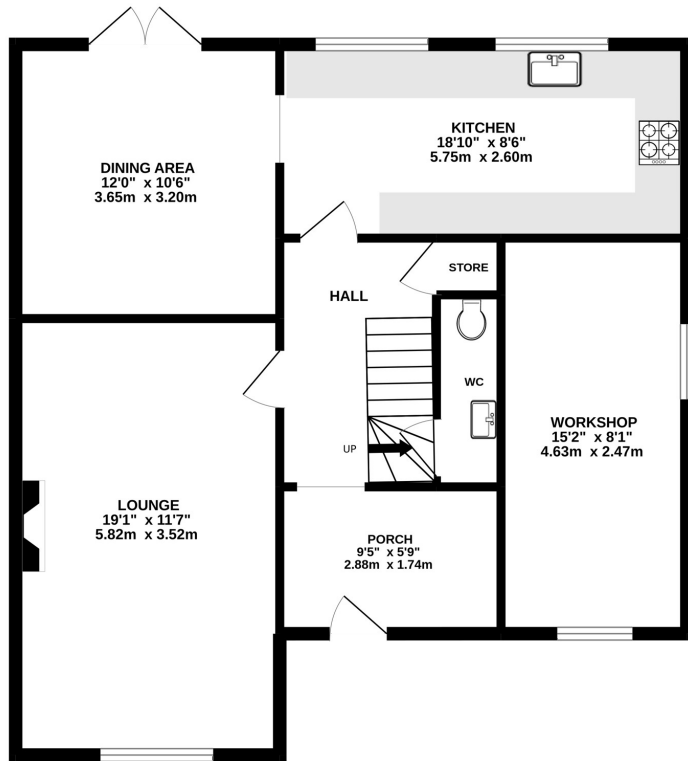 KITCHEN
18'10" x 8'6"
5.75m x 2.60m
DINING AREA
12'0" x 10'6"
3.65m x 3.20m
STORE
HALL
WC
WORKSHOP
15'2" x 8'1"
4.63m x 2.47m
UP
LOUNGE
19'1" x 11'7"
5.82m x 3.52m
PORCH
9'5" x 5'9"
2.88m x 1.74m